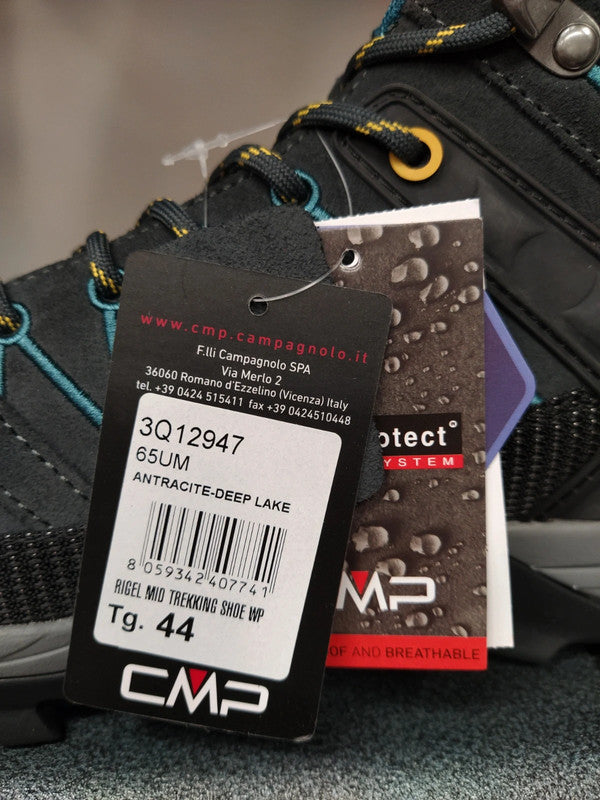 www.cmp.campagnolo.it
F.lli Campagnolo SPA
Via Merlo 2
36060 Romano d'Ezzelino (Vicenza) Italy
tel. +39 0424 515411 fax +39 0424510448
3Q12947
65UM
ANTRACITE-DEEP LAKE
8 059342 407741
RIGEL MID TREKKING SHOE WP
Tg. 44
CMP
otect®
YSTEM
MP
OF AND BREATHABLE